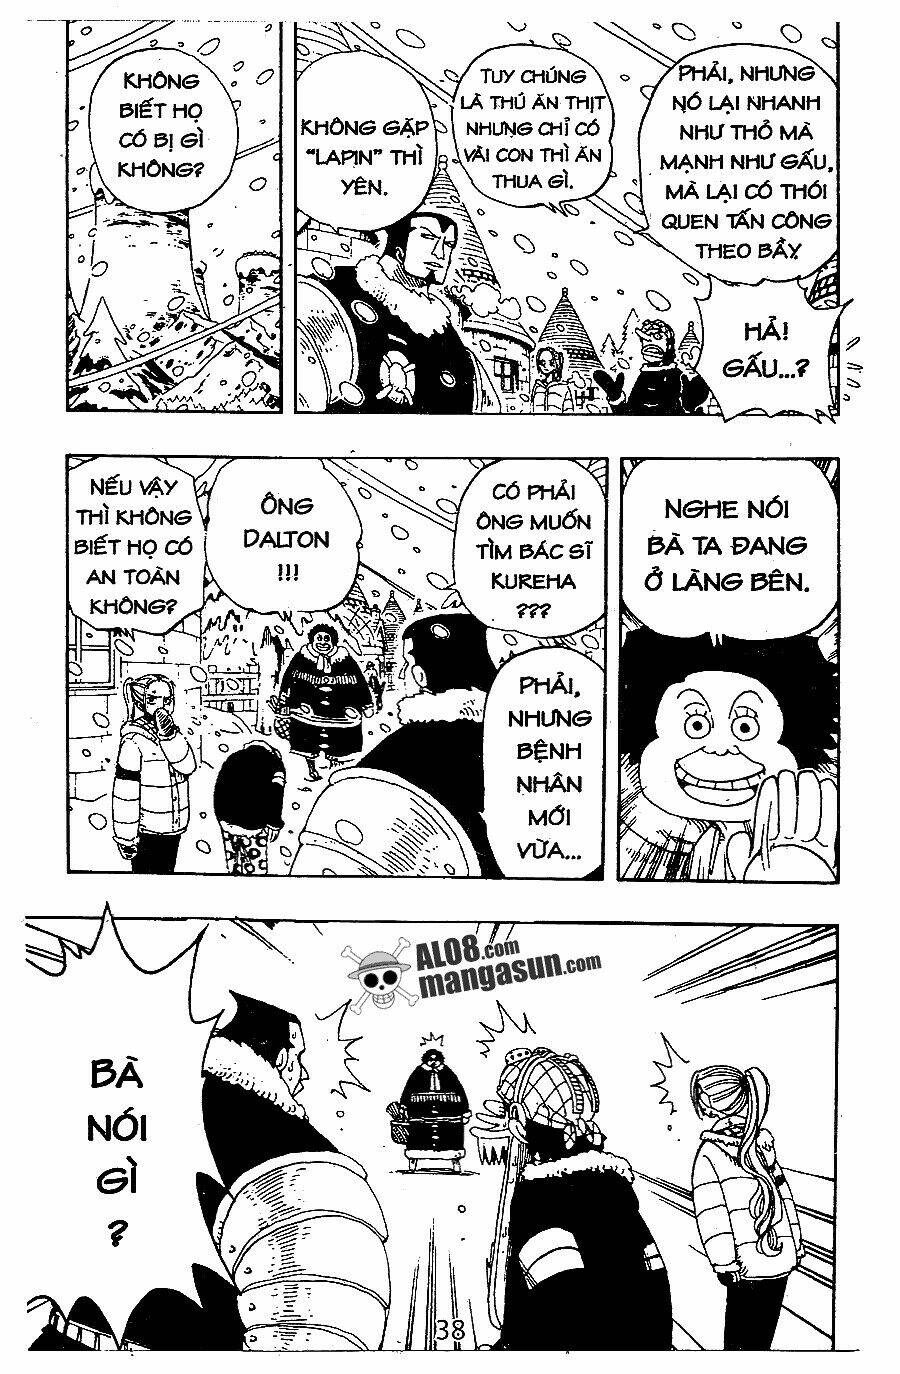 KHÔNG
BIẾT HỌ
CÓ BỊ GÌ
KHÔNG?
KHÔNG GẶP
"LAPIN" THÌ
YÊN.
TUY CHÚNG
LÀ THÚ ĂN THỊT
NHƯNG CHỈ CÓ
VÀI CON THÌ ĂN
THUA GÌ.
PHẢI, NHƯNG
NÓ LẠI NHANH
NHƯ THỎ MÀ
MẠNH NHƯ GẤU,
MÀ LẠI CÓ THÓI
QUEN TẤN CÔNG
THEO BẦY.
HẢ!
GẤU...?
NẾU VẬY
THÌ KHÔNG
BIẾT HỌ CÓ
AN TOÀN
KHÔNG?
ÔNG
DALTON
!!!
CÓ PHẢI
ÔNG MUỐN
TÌM BÁC SĨ
KUREHA
???
PHẢI,
NHƯNG
BỆNH
NHÂN
MỚI
VỪA...
NGHE NÓI
BÀ TA ĐANG
Ở LÀNG BÊN.
AL08.com
mangasun.com
BÀ
NÓI
GÌ
?
38